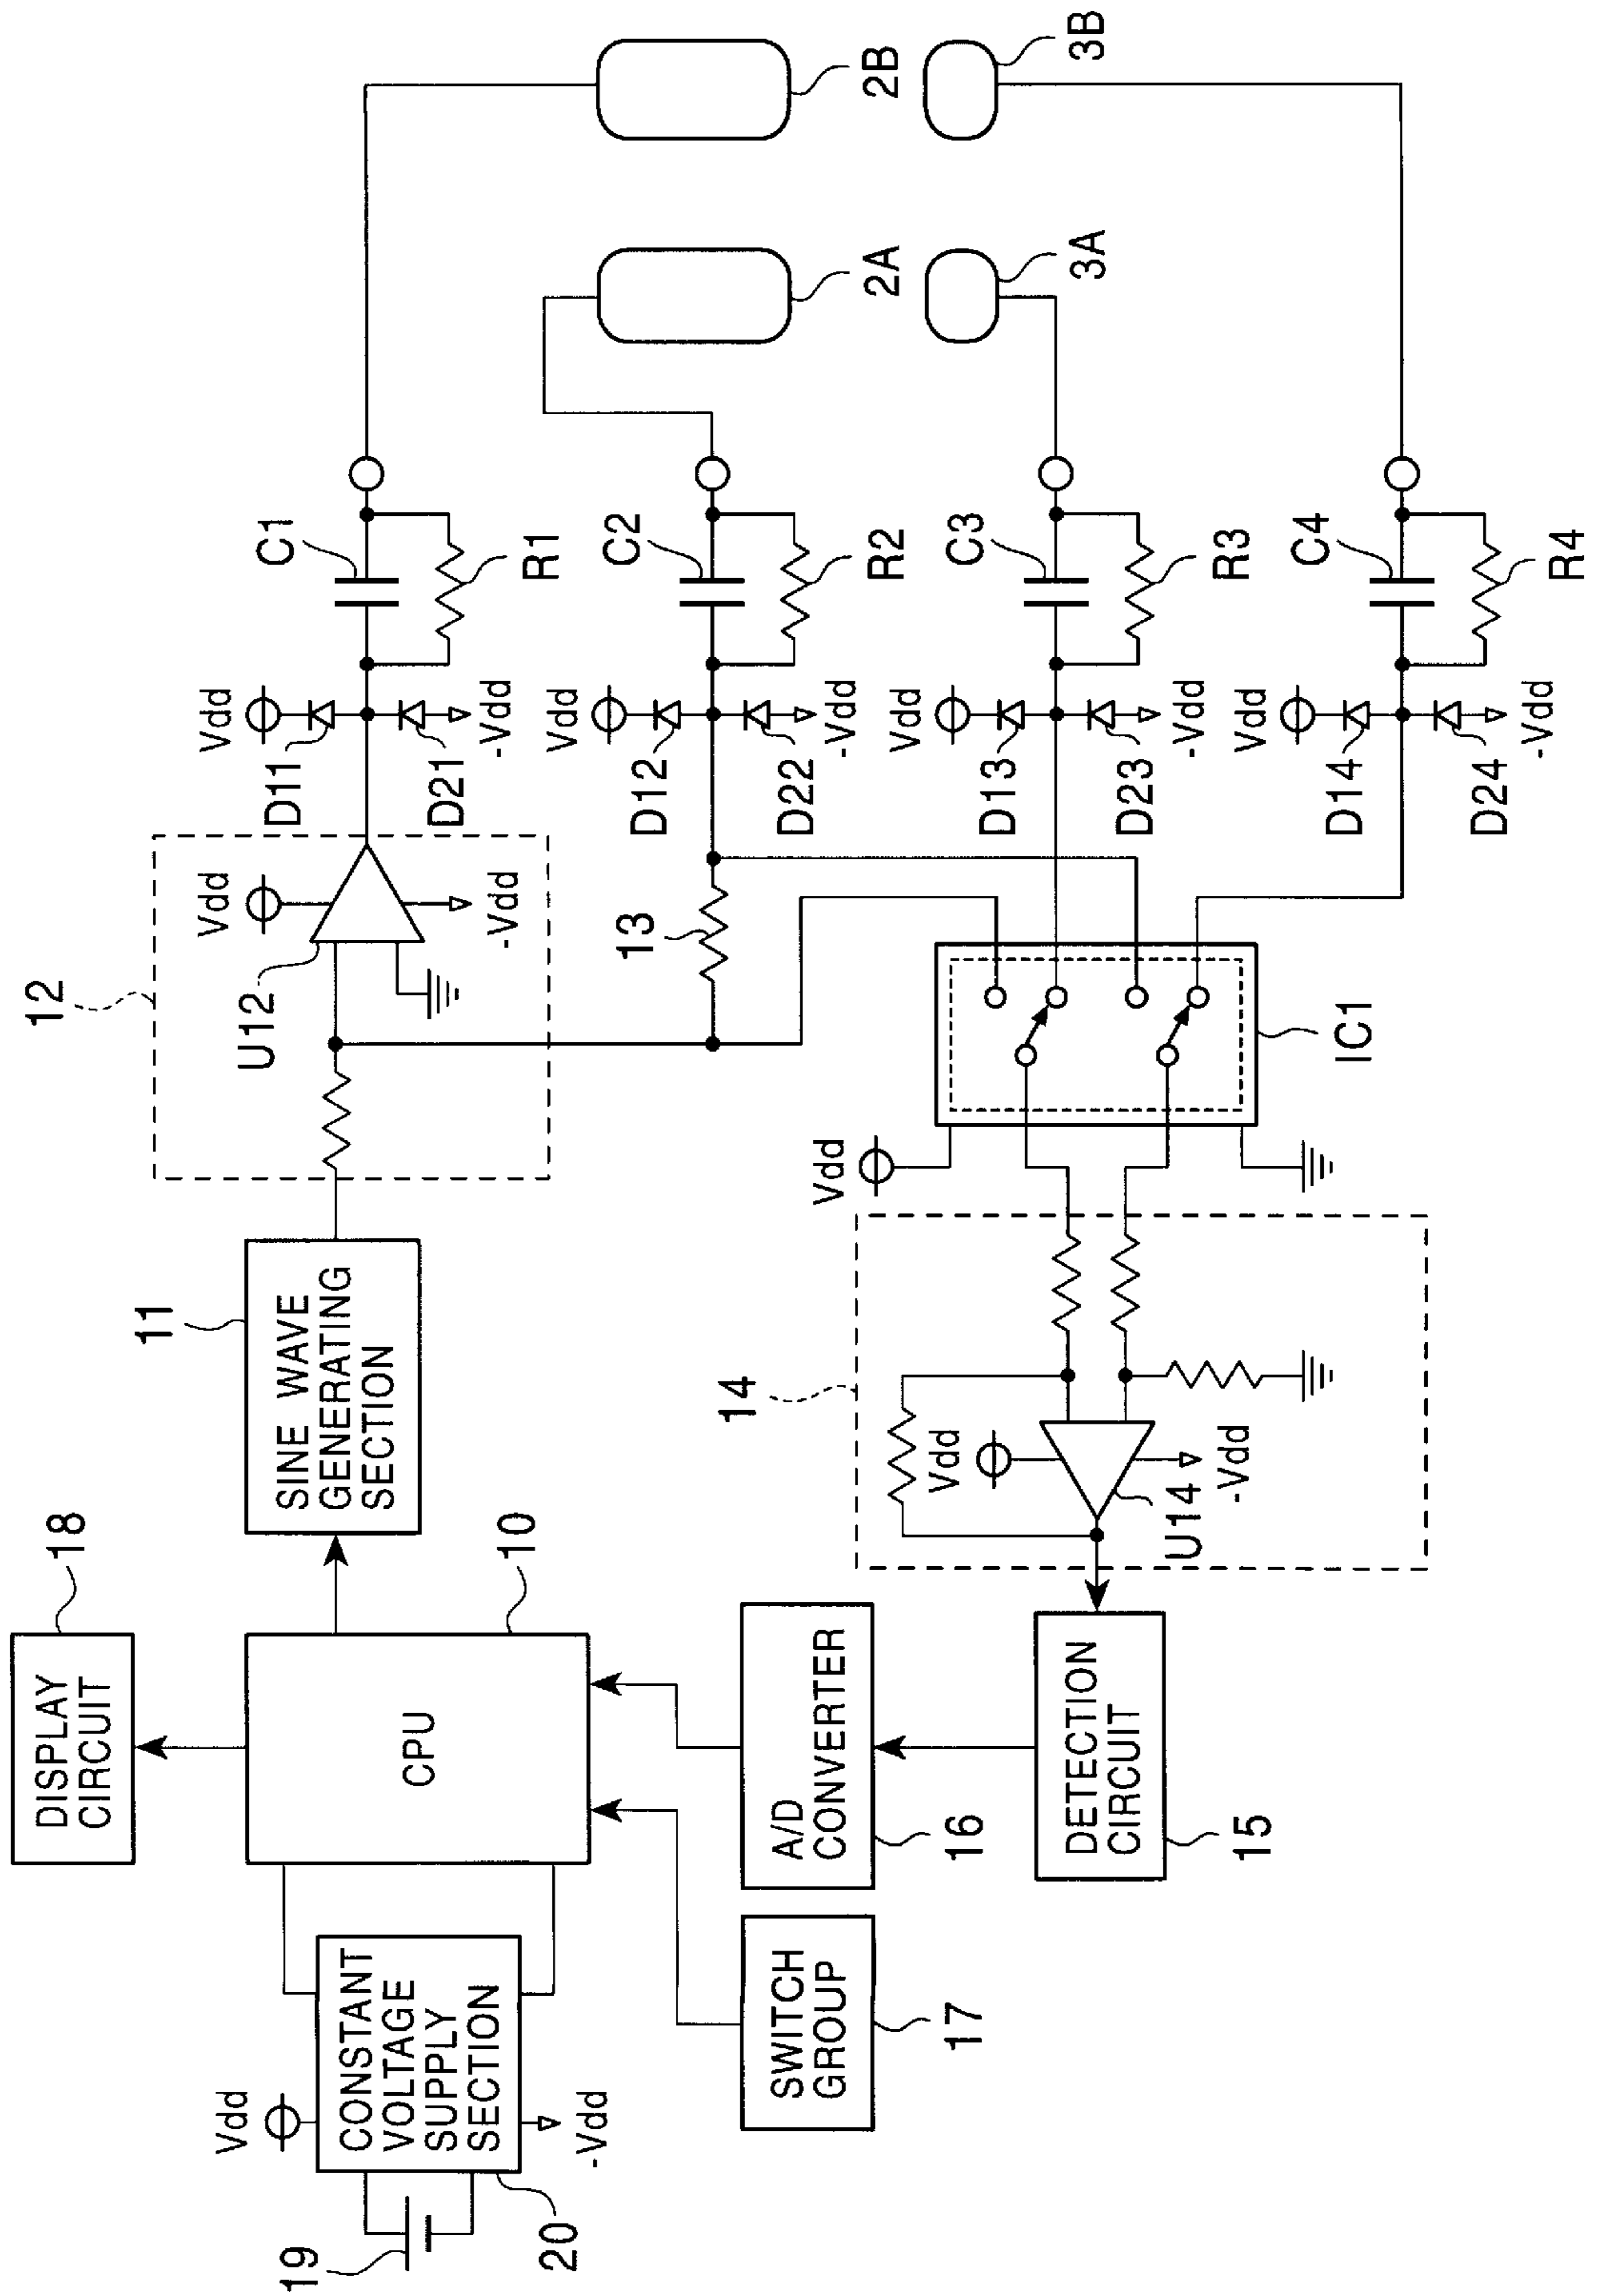 18
DISPLAY
CIRCUIT
11
SINE WAVE
GENERATING
SECTION
12
U12
Vdd
-Vdd
Vdd
D11
D21
-Vdd
C1
R1
2B
3B
19
20
Vdd
CONSTANT
VOLTAGE
SUPPLY
SECTION
-Vdd
10
CPU
13
Vdd
D12
D22
-Vdd
C2
R2
2A
3A
17
SWITCH
GROUP
16
A/D
CONVERTER
14
Vdd
U14
-Vdd
Vdd
IC1
Vdd
D13
D23
-Vdd
C3
R3
15
DETECTION
CIRCUIT
Vdd
D14
D24
-Vdd
C4
R4